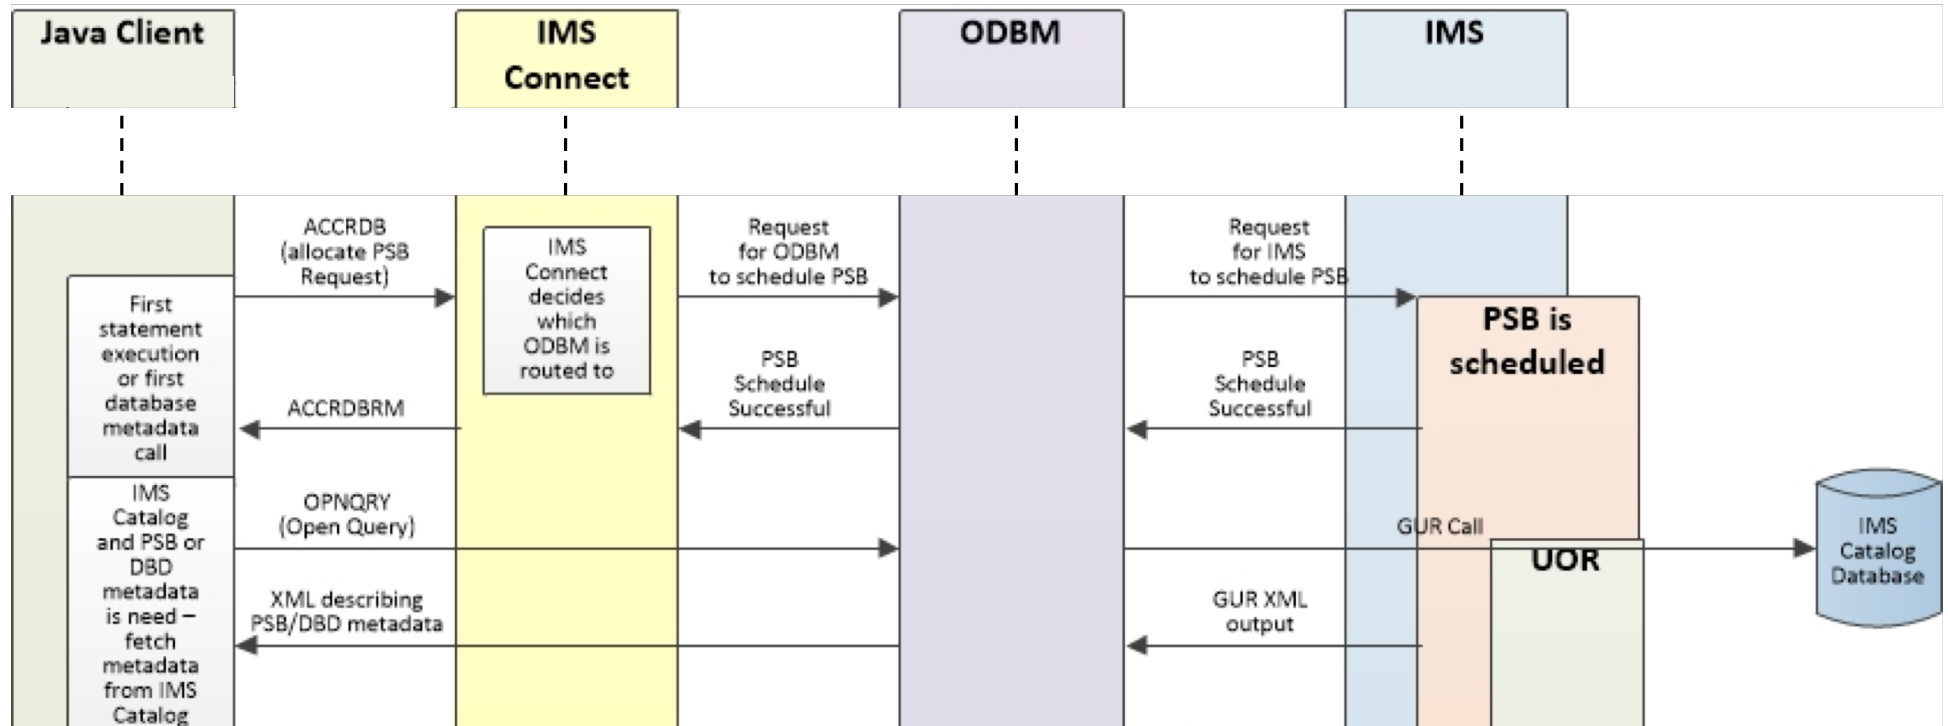 Java Client
IMS
Connect
ODBM
IMS
ACCRDB
(allocate PSB
Request)
IMS
Connect
decides
which
ODBM is
routed to
Request
for ODBM
to schedule PSB
Request
for IMS
to schedule PSB
First
statement
execution
or first
database
metadata
call
PSB is
scheduled
ACCRDBRM
PSB
Schedule
Successful
PSB
Schedule
Successful
IMS
Catalog
and PSB or
DBD
metadata
is need –
fetch
metadata
from IMS
Catalog
OPNQRY
(Open Query)
GUR Call
UOR
IMS
Catalog
Database
XML describing
PSB/DBD metadata
GUR XML
output